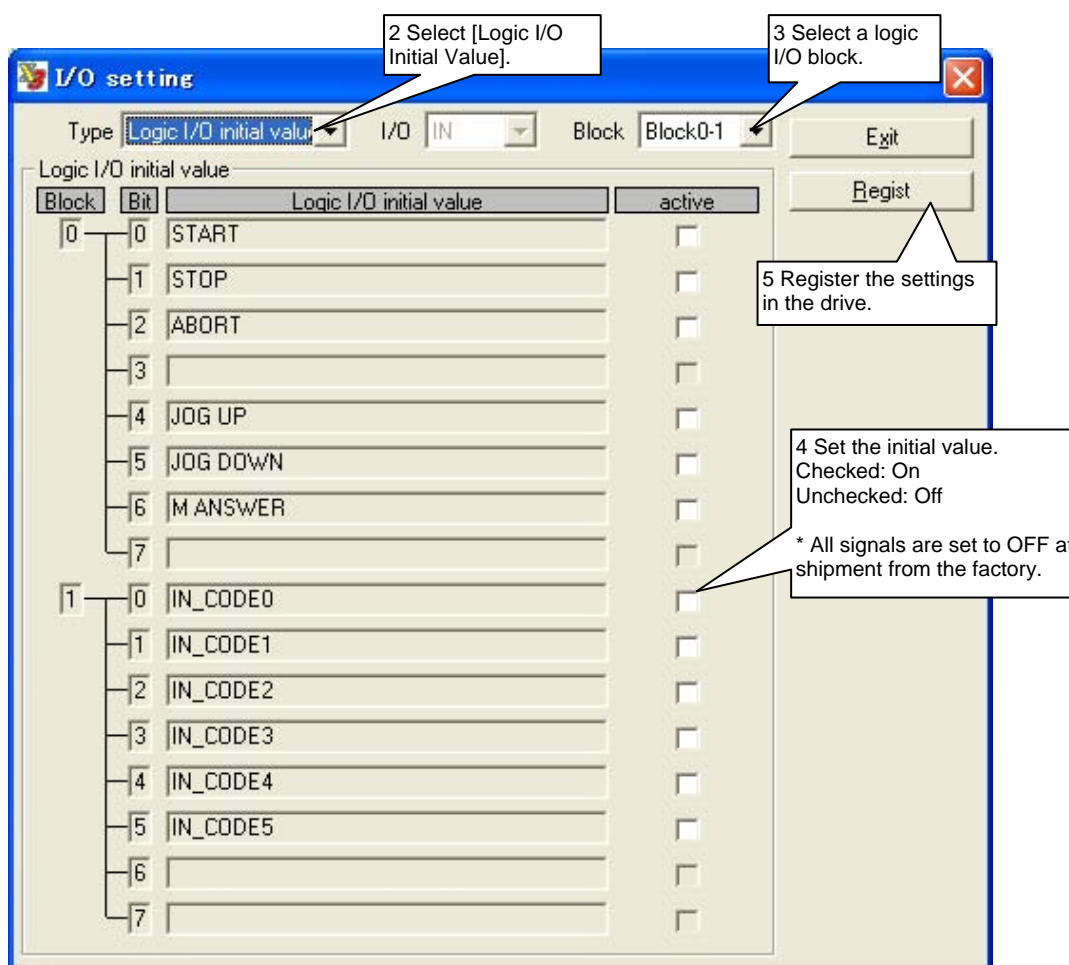 2 Select [Logic I/O
Initial Value].
3 Select a logic
I/O block.
I/O setting
Type Logic I/O initial valu I/O IN Block Block0-1 Exit
Logic I/O initial value
Regist
Block Bit Logic I/O initial value active
0 0 START
1 STOP
5 Register the settings
in the drive.
2 ABORT
3
4 JOG UP
5 JOG DOWN
6 M ANSWER
7
4 Set the initial value.
Checked: On
Unchecked: Off
* All signals are set to OFF at
shipment from the factory.
1 0 IN_CODE0
1 IN_CODE1
2 IN_CODE2
3 IN_CODE3
4 IN_CODE4
5 IN_CODE5
6
7